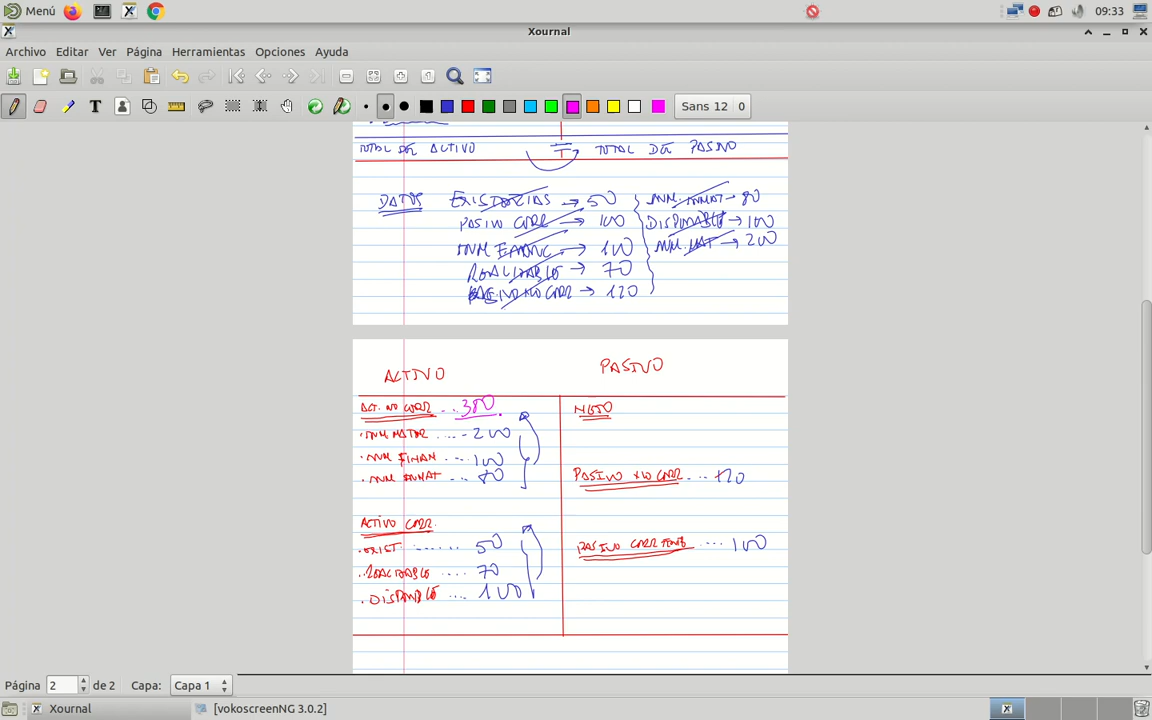 Menú 09:33
Xournal
Archivo Editar Ver Página Herramientas Opciones Ayuda
Sans 12 0
TOTAL DE ACTIVO = TOTAL DE PASIVO
DATOS EXISTENCIAS → 50
PASIVO CORR → 100
INM FINANC → 100
REALIZABLE → 70
PASIVO NO CORR → 120
INM. INMAT → 80
DISPONIBLE → 100
INM. MAT → 200
ACTIVO PASIVO
ACT. NO CORR ... 380
. INM MATER .... 200
. INM FINAN .... 100
. INM INMAT ... 80
ACTIVO CORR.
. EXIST. ....... 50
. REALIZABLE .... 70
. DISPONIBLE .... 100
NETO
PASIVO NO CORR ... 120
PASIVO CORRIENTE ... 100
Página 2 de 2 Capa: Capa 1
Xournal [vokoscreenNG 3.0.2]